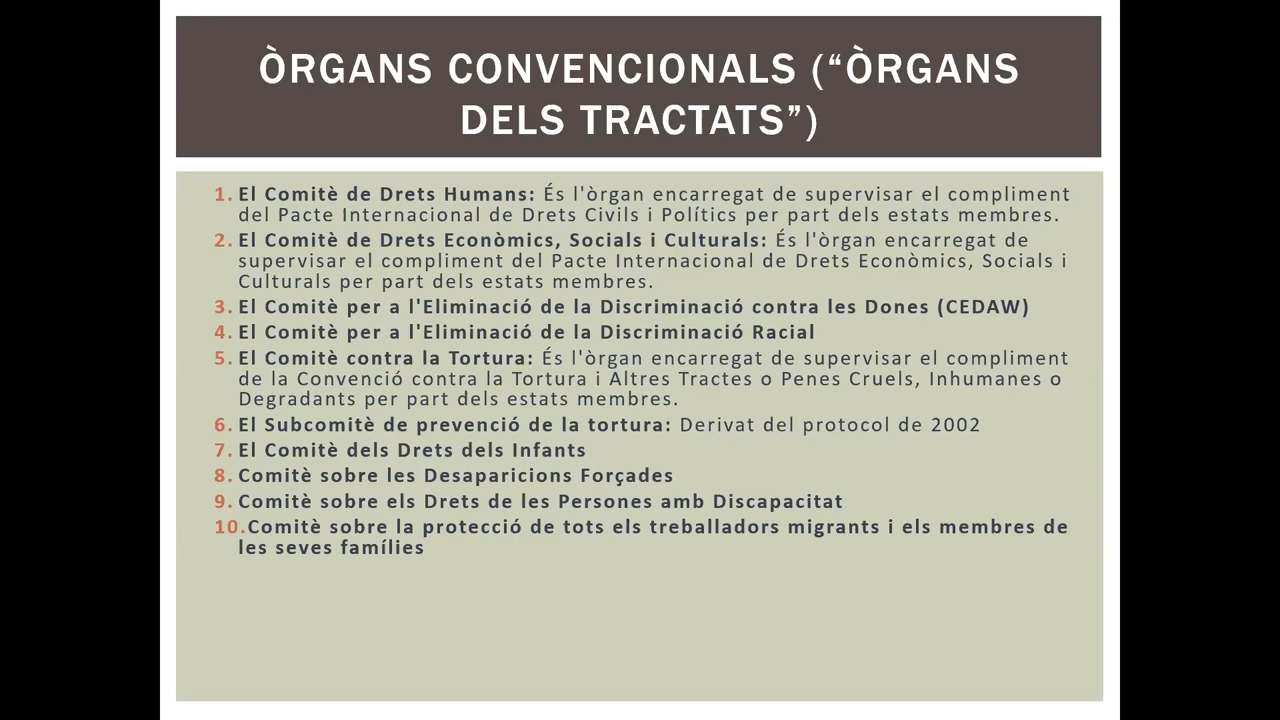 ÒRGANS CONVENCIONALS (“ÒRGANS
DELS TRACTATS”)
1. El Comitè de Drets Humans: És l'òrgan encarregat de supervisar el compliment
del Pacte Internacional de Drets Civils i Polítics per part dels estats membres.
2. El Comitè de Drets Econòmics, Socials i Culturals: És l'òrgan encarregat de
supervisar el compliment del Pacte Internacional de Drets Econòmics, Socials i
Culturals per part dels estats membres.
3. El Comitè per a l'Eliminació de la Discriminació contra les Dones (CEDAW)
4. El Comitè per a l'Eliminació de la Discriminació Racial
5. El Comitè contra la Tortura: És l'òrgan encarregat de supervisar el compliment
de la Convenció contra la Tortura i Altres Tractes o Penes Cruels, Inhumanes o
Degradants per part dels estats membres.
6. El Subcomitè de prevenció de la tortura: Derivat del protocol de 2002
7. El Comitè dels Drets dels Infants
8. Comitè sobre les Desaparicions Forçades
9. Comitè sobre els Drets de les Persones amb Discapacitat
10.Comitè sobre la protecció de tots els treballadors migrants i els membres de
les seves famílies